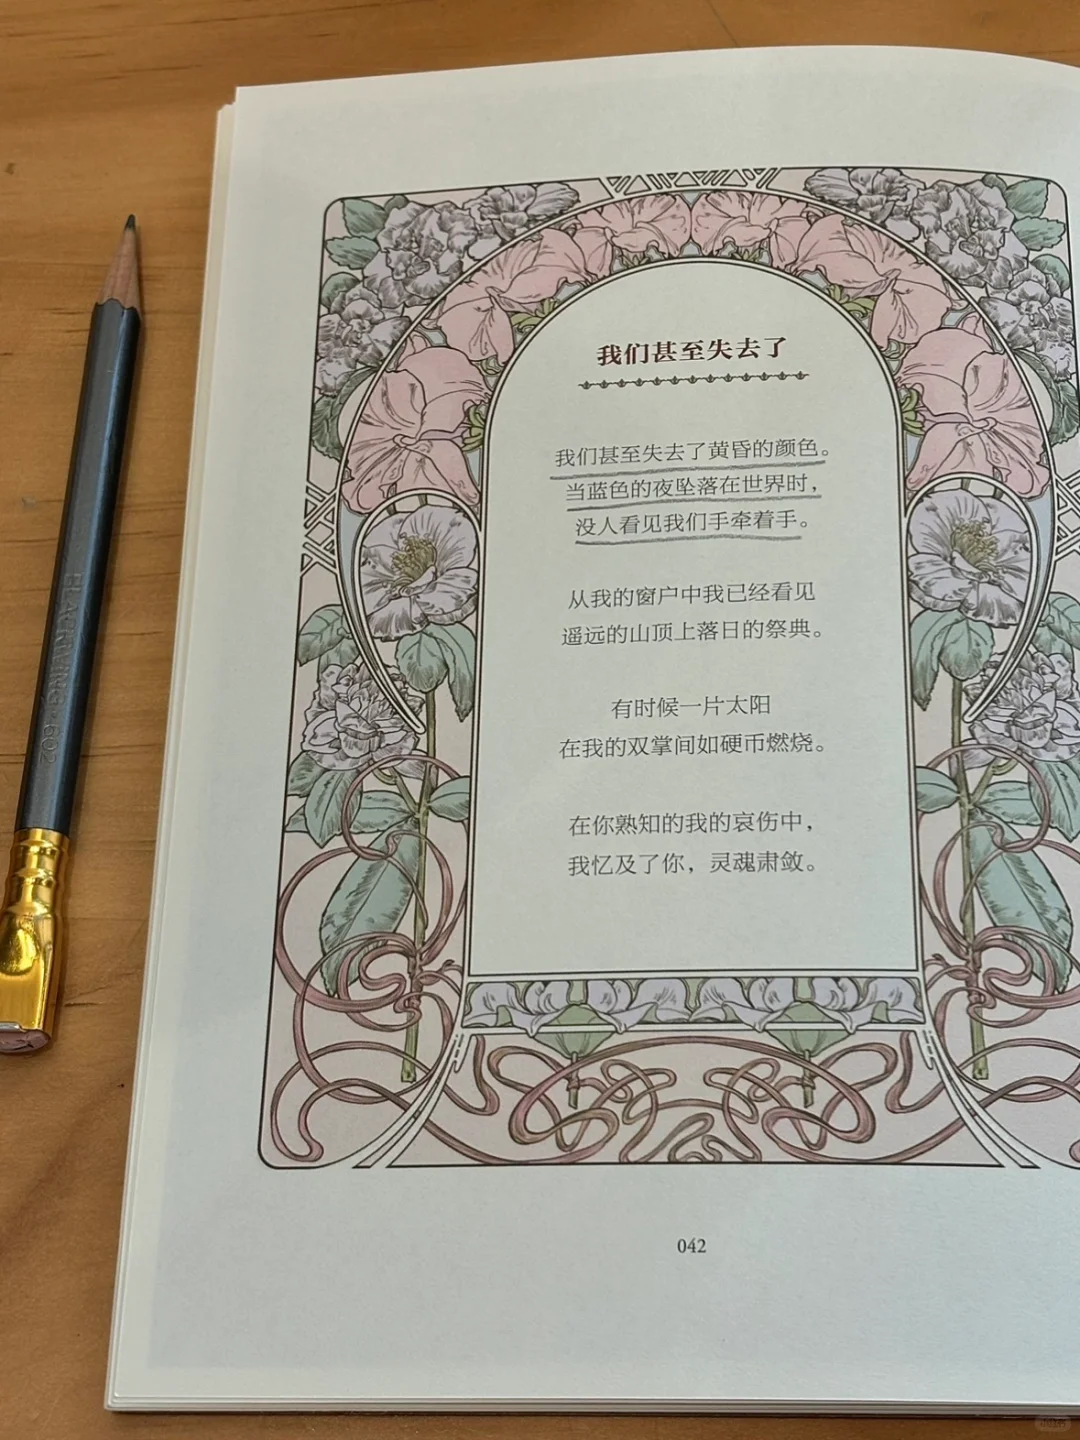 我们甚至失去了
我们甚至失去了黄昏的颜色。
当蓝色的夜坠落在世界时，
没人看见我们手牵着手。
从我的窗户中我已经看见
遥远的山顶上落日的祭典。
有时候一片太阳
在我的双掌间如硬币燃烧。
在你熟知的我的哀伤中，
我忆及了你，灵魂肃敛。
042
BLACKWING 602